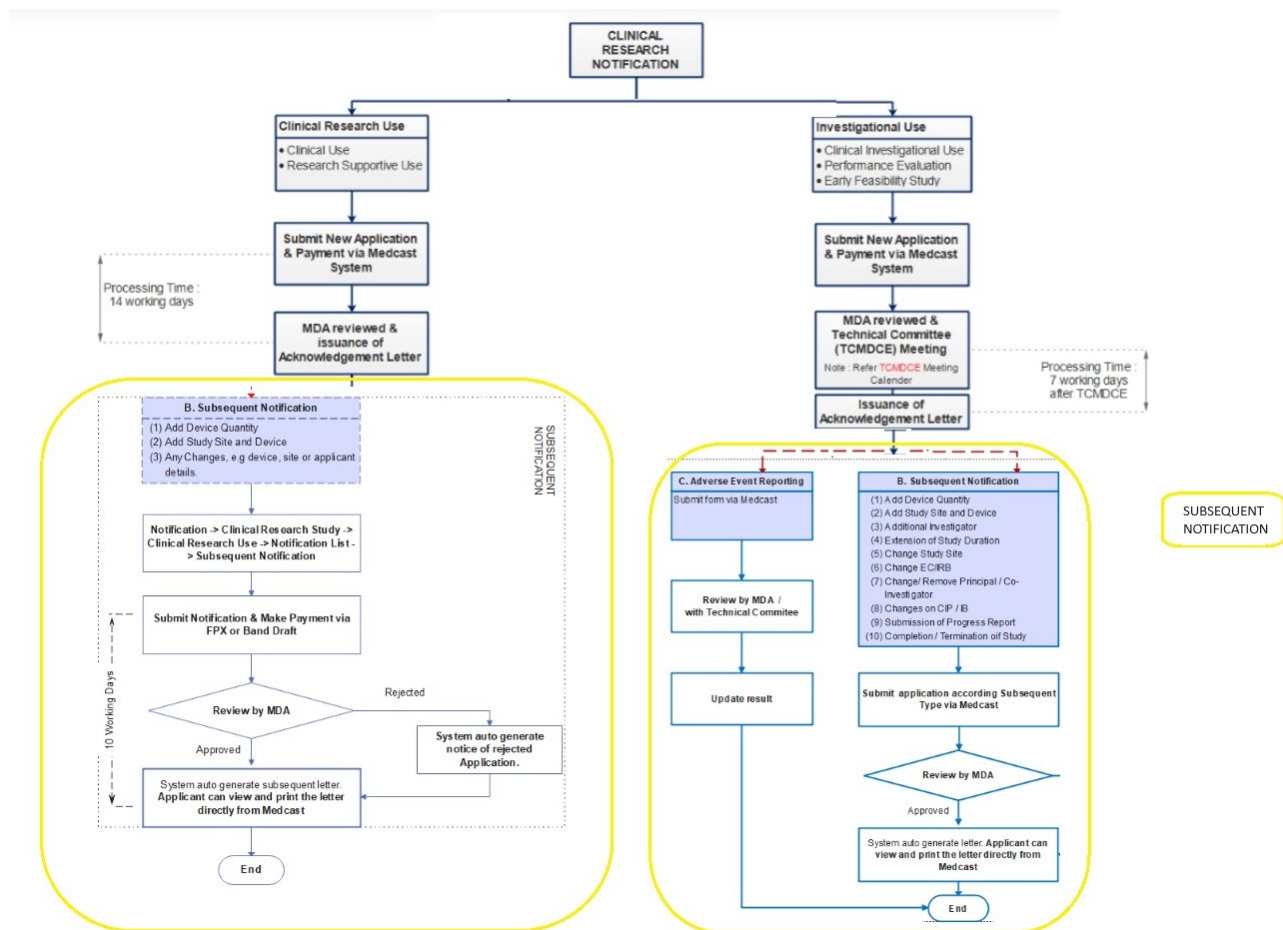 CLINICAL
RESEARCH
NOTIFICATION
Clinical Research Use
• Clinical Use
• Research Supportive Use
Submit New Application
& Payment via Medcast
System
Processing Time :
14 working days
MDA reviewed &
issuance of
Acknowledgement Letter
B. Subsequent Notification
(1) Add Device Quantity
(2) Add Study Site and Device
(3) Any Changes, e.g device, site or applicant
details.
SUBSEQUENT
NOTIFICATION
Notification -> Clinical Research Study ->
Clinical Research Use -> Notification List -
> Subsequent Notification
Submit Notification & Make Payment via
FPX or Band Draft
10 Working Days
Review by MDA
Rejected
System auto generate
notice of rejected
Application.
Approved
System auto generate subsequent letter.
Applicant can view and print the letter
directly from Medcast
End
Investigational Use
• Clinical Investigational Use
• Performance Evaluation
• Early Feasibility Study
Submit New Application
& Payment via Medcast
System
MDA reviewed &
Technical Committee
(TCMDCE) Meeting
Note : Refer TCMDCE Meeting
Calender
Processing Time :
7 working days
after TCMDCE
Issuance of
Acknowledgement Letter
C. Adverse Event Reporting
Submit form via Medcast
Review by MDA /
with Technical Commitee
Update result
B. Subsequent Notification
(1) Add Device Quantity
(2) Add Study Site and Device
(3) Additional Investigator
(4) Extension of Study Duration
(5) Change Study Site
(6) Change EC/IRB
(7) Change/ Remove Principal / Co-
Investigator
(8) Changes on CIP / IB
(9) Submission of Progress Report
(10) Completion / Termination oif Study
Submit application according Subsequent
Type via Medcast
Review by MDA
Approved
System auto generate letter. Applicant can
view and print the letter directly from
Medcast
End
SUBSEQUENT
NOTIFICATION